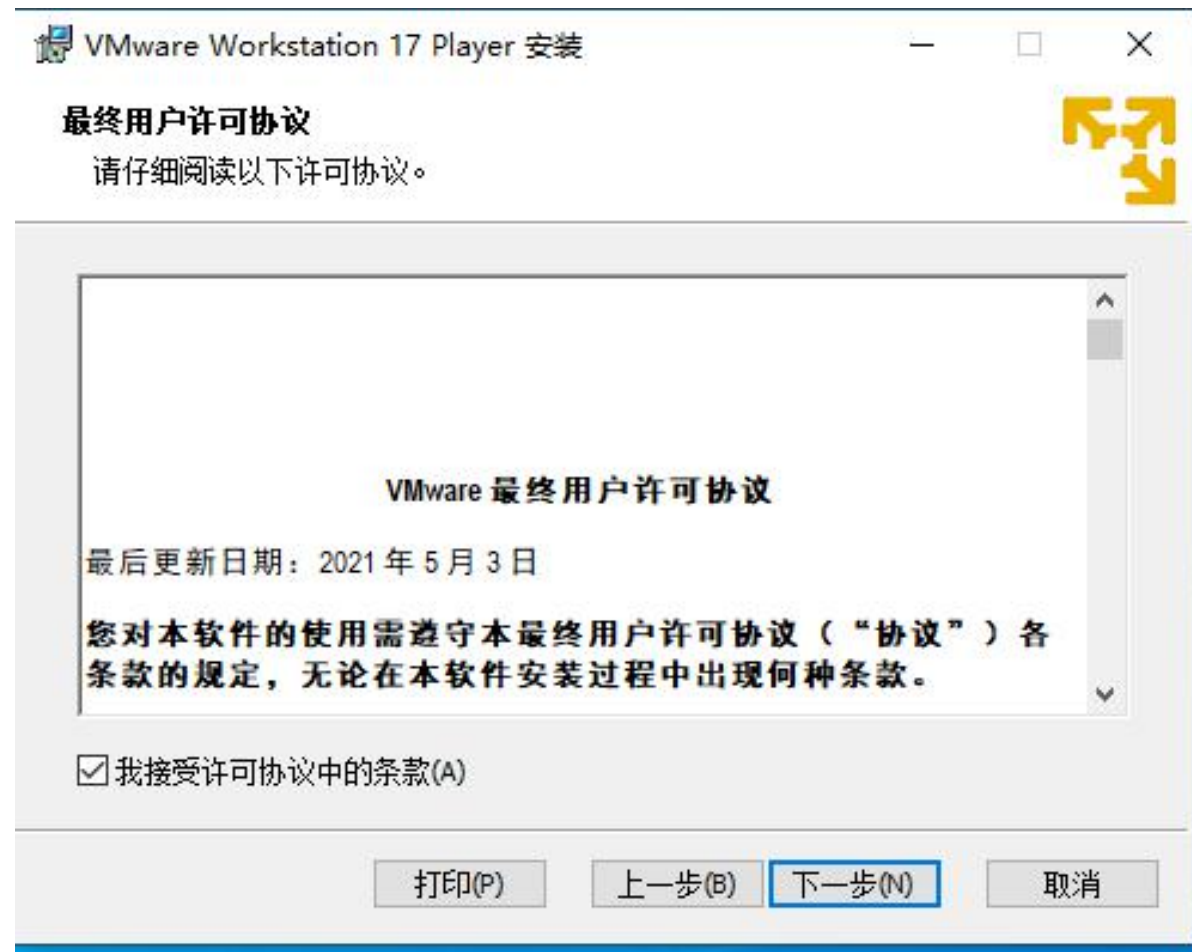 VMware Workstation 17 Player 安装
最终用户许可协议
请仔细阅读以下许可协议。
VMware 最终用户许可协议
最后更新日期：2021 年 5 月 3 日
您对本软件的使用需遵守本最终用户许可协议（“协议”）各
条款的规定，无论在本软件安装过程中出现何种条款。
我接受许可协议中的条款(A)
打印(P) 上一步(B) 下一步(N) 取消